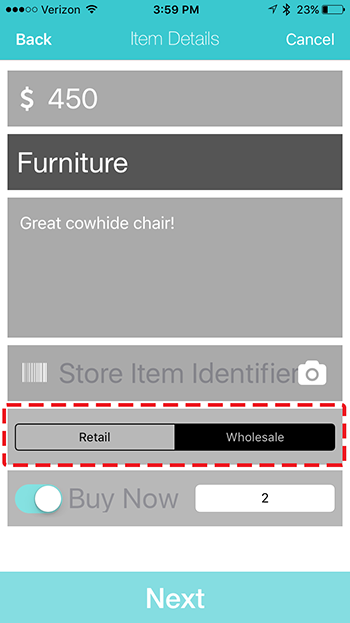 ●●●○○ Verizon 3:59 PM 23%
Back Item Details Cancel
$ 450
Furniture
Great cowhide chair!
Store Item Identifier
Retail Wholesale
Buy Now 2
Next